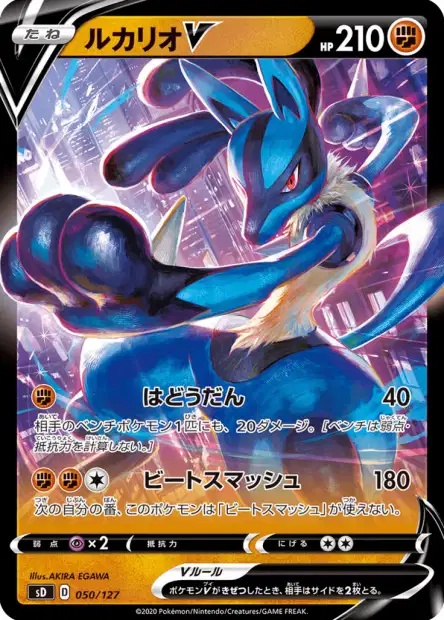 たね ルカリオV HP 210
はどうだん 40
相手のベンチポケモン1匹にも、20ダメージ。[ベンチは弱点・
抵抗力を計算しない。]
ビートスマッシュ 180
次の自分の番、このポケモンは「ビートスマッシュ」が使えない。
弱点 ×2 抵抗力 にげる
Illus.AKIRA EGAWA
Vルール
ポケモンVがきぜつしたとき、相手はサイドを2枚とる。
sD D 050/127
©2020 Pokémon/Nintendo/Creatures/GAME FREAK.